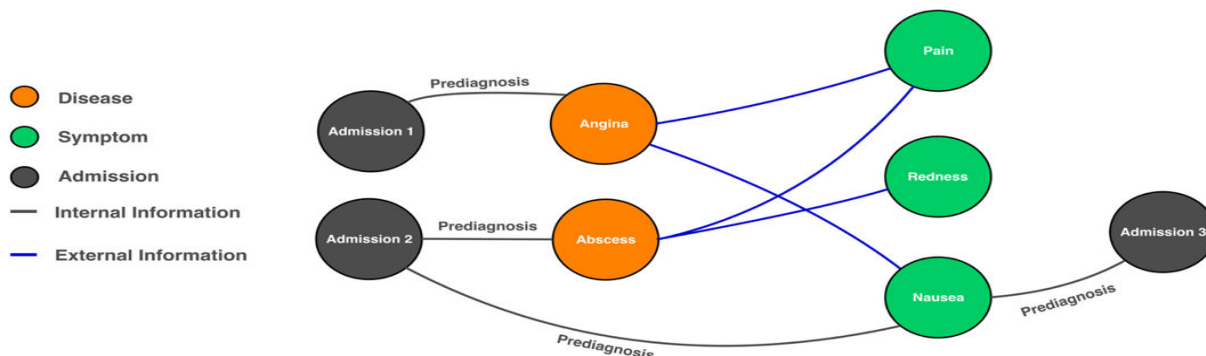 Disease
Symptom
Admission
Internal Information
External Information
Prediagnosis
Admission 1
Angina
Pain
Redness
Admission 2
Prediagnosis
Abscess
Admission 3
Nausea
Prediagnosis
Prediagnosis